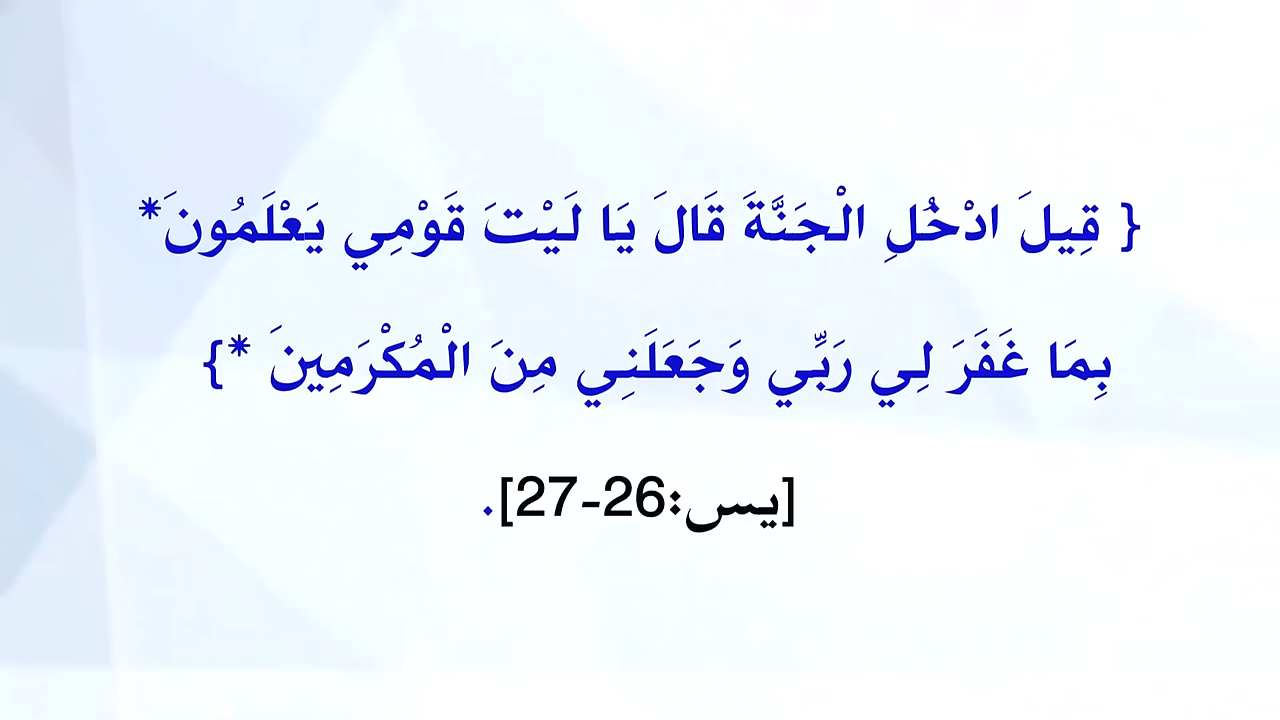 { قِيلَ ادْخُلِ الْجَنَّةَ قَالَ يَا لَيْتَ قَوْمِي يَعْلَمُونَ*
بِمَا غَفَرَ لِي رَبِّي وَجَعَلَنِي مِنَ الْمُكْرَمِينَ *}
[يس:26-27].